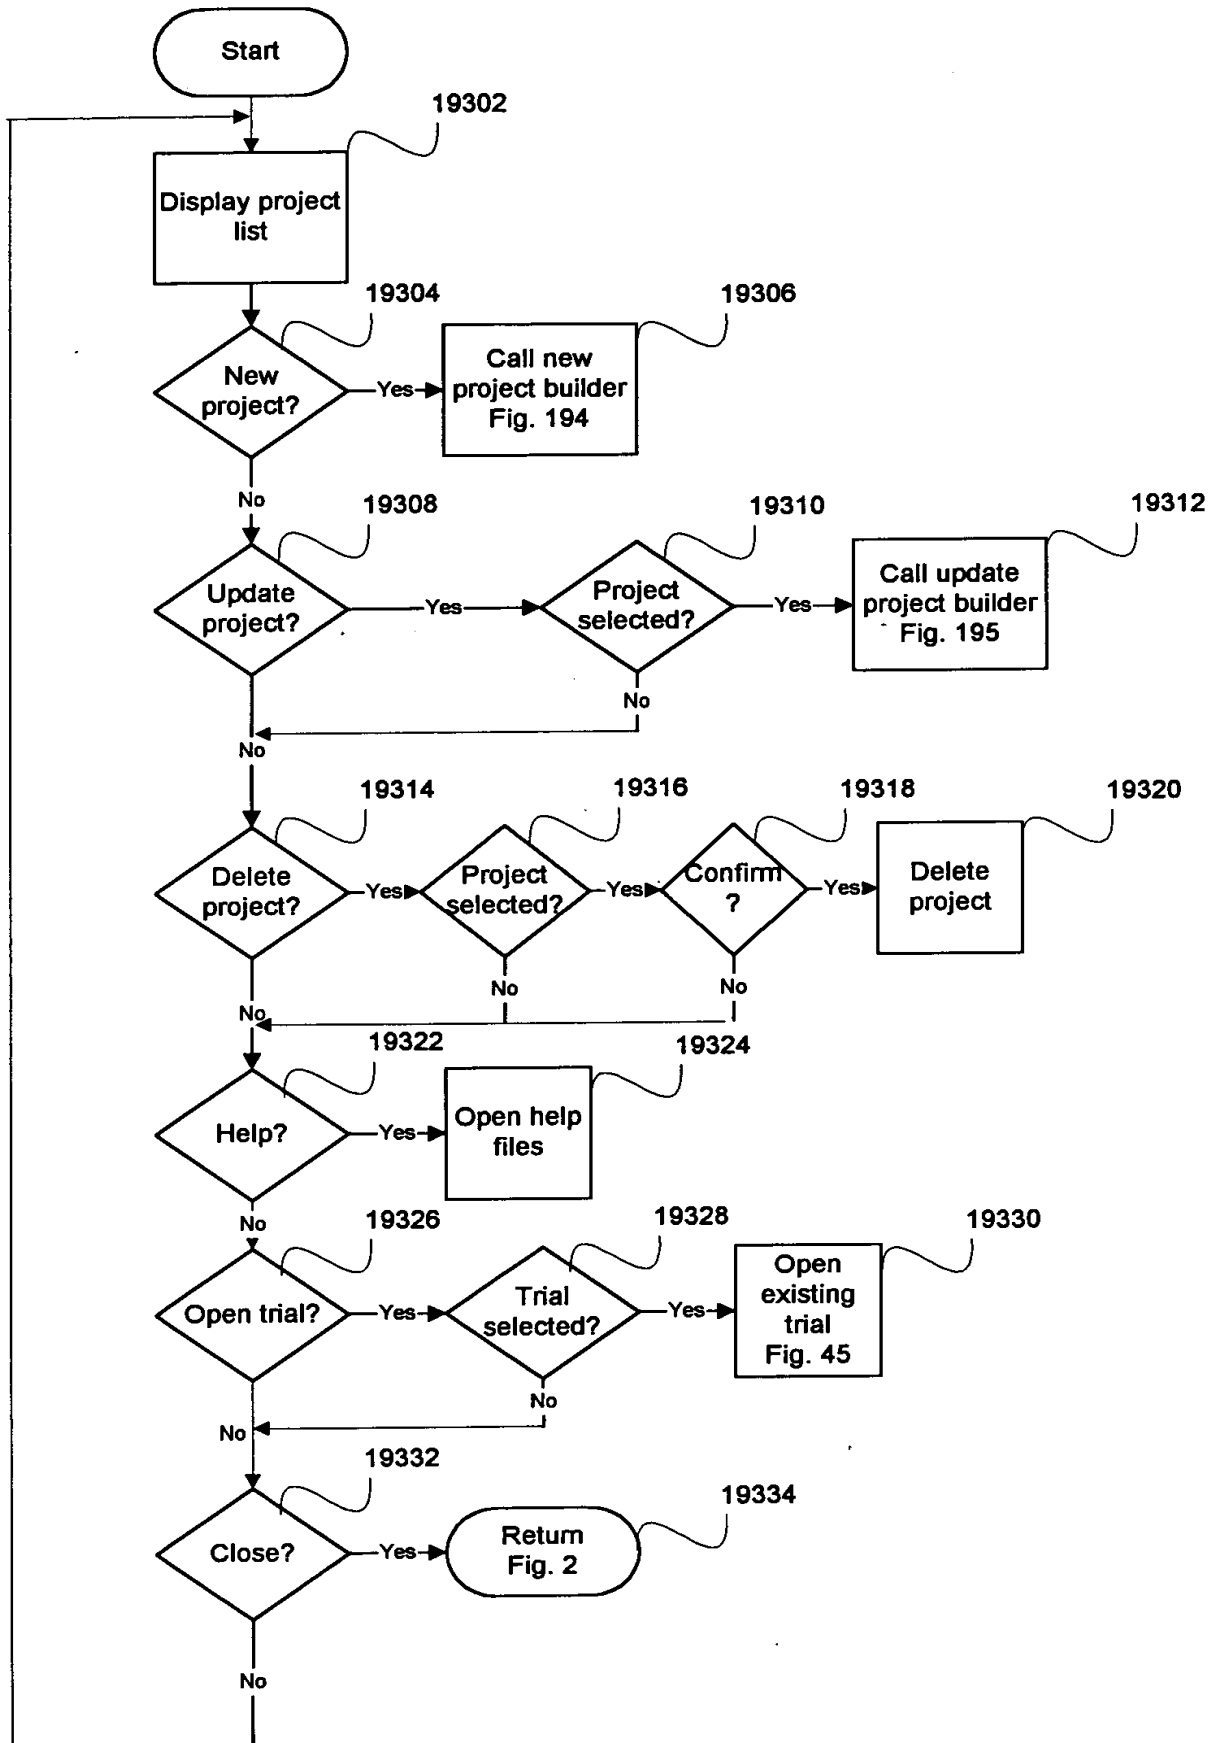 Start
19302
Display project
list
19304
19306
New
project?
Yes
Call new
project builder
Fig. 194
No
19308
19310
19312
Update
project?
Yes
Project
selected?
Yes
Call update
project builder
Fig. 195
No
No
19314
19316
19318
19320
Delete
project?
Yes
Project
selected?
Yes
Confirm
?
Yes
Delete
project
No
No
No
19322
19324
Help?
Yes
Open help
files
No
19326
19328
19330
Open trial?
Yes
Trial
selected?
Yes
Open
existing
trial
Fig. 45
No
No
19332
19334
Close?
Yes
Return
Fig. 2
No